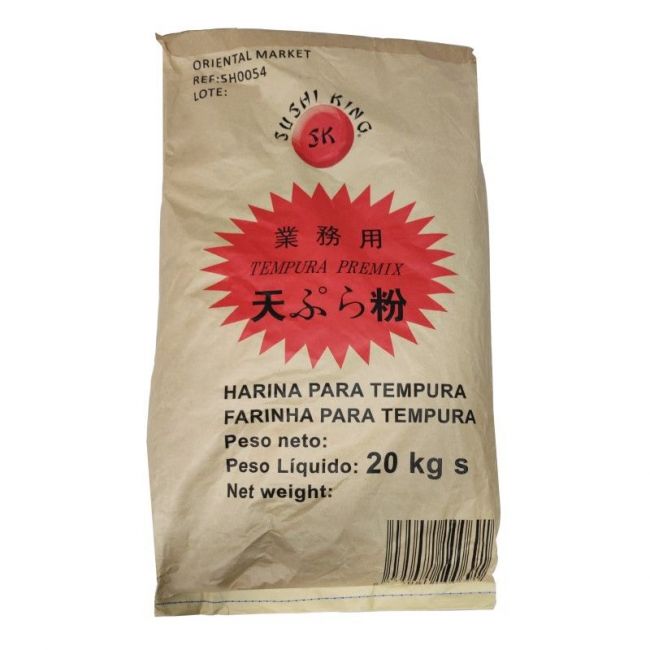 ORIENTAL MARKET
REF:SH0054
LOTE:
SUSHI KING
SK
業務用
TEMPURA PREMIX
天ぷら粉
HARINA PARA TEMPURA
FARINHA PARA TEMPURA
Peso neto:
Peso Líquido: 20 kg s
Net weight: